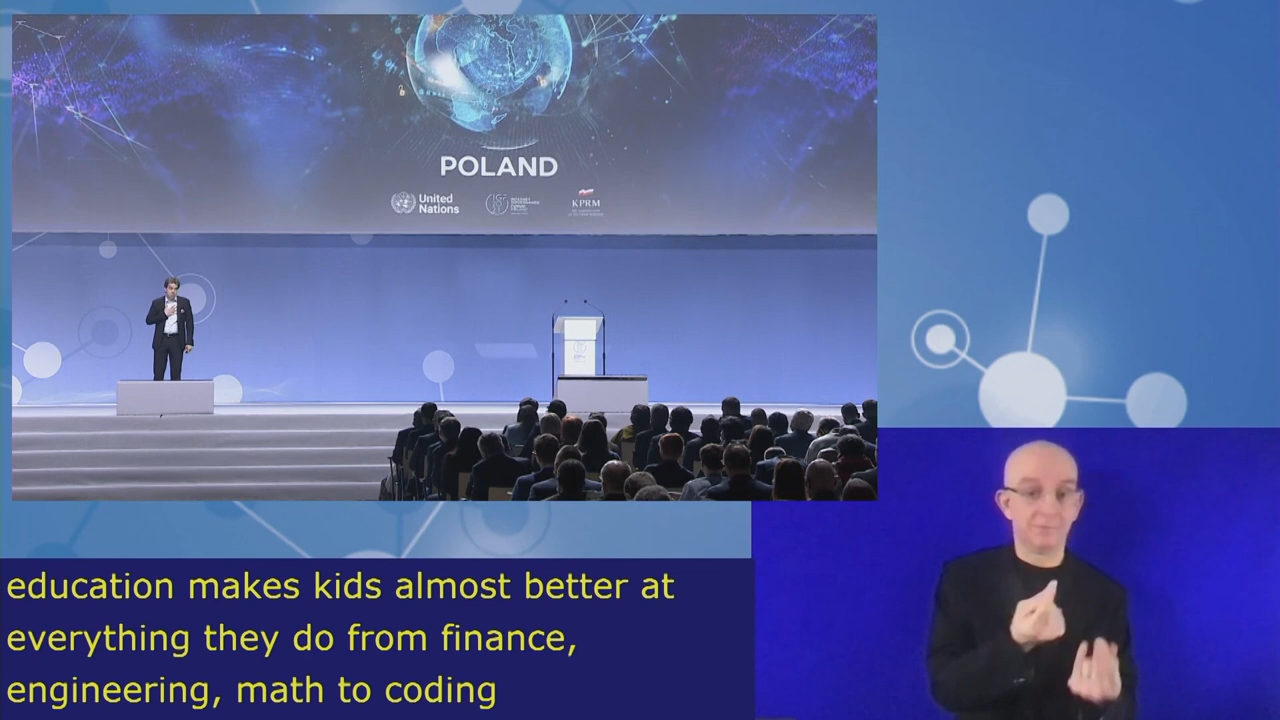 POLAND
United
Nations
KPRM
education makes kids almost better at
everything they do from finance,
engineering, math to coding